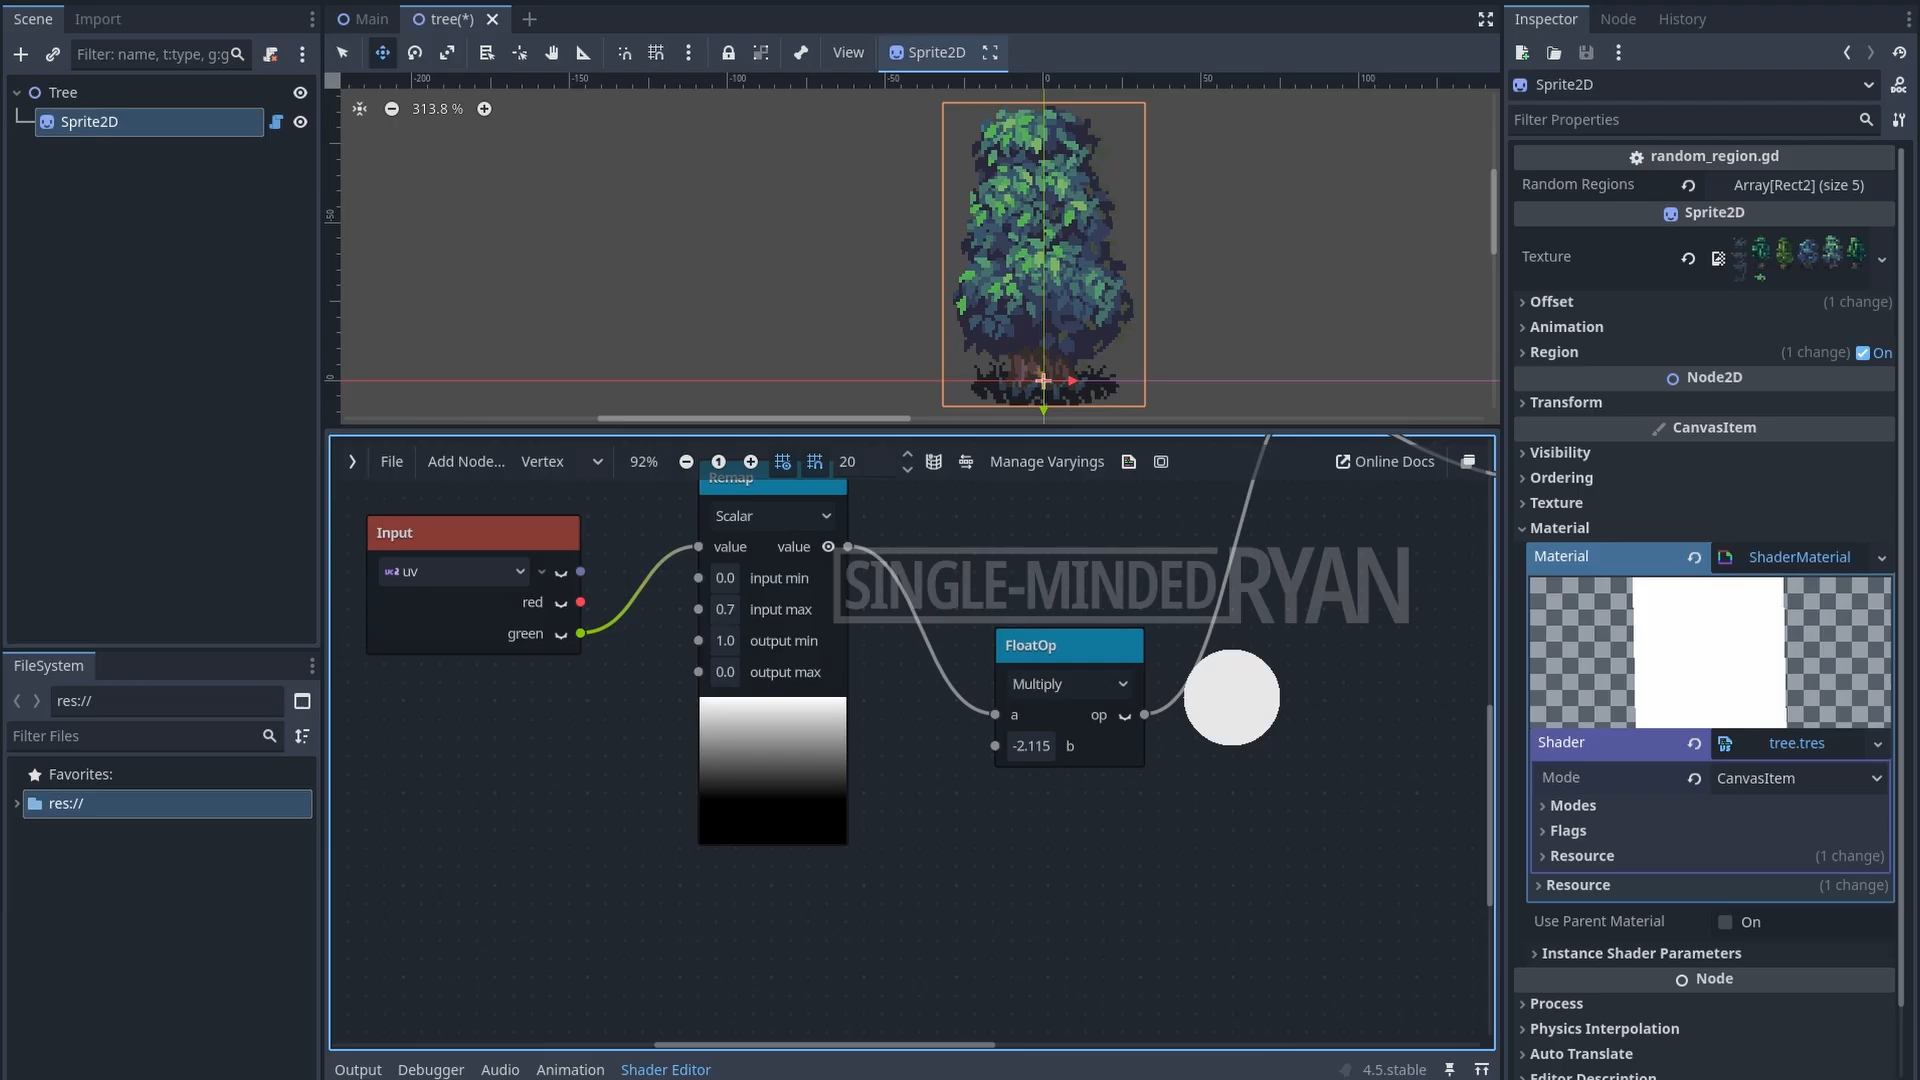 Scene
Import
Filter: name, t:type, g:g
Tree
Sprite2D
FileSystem
res://
Filter Files
Favorites:
res://
Main
tree(*)
View
Sprite2D
-200
-150
-100
-50
0
50
100
-50
0
313.8 %
File
Add Node...
Vertex
92%
20
Manage Varyings
Online Docs
Input
uv
red
green
Remap
Scalar
value value
0.0 input min
0.7 input max
1.0 output min
0.0 output max
SINGLE-MINDED RYAN
FloatOp
Multiply
a op
-2.115 b
Output
Debugger
Audio
Animation
Shader Editor
4.5.stable
Inspector
Node
History
Sprite2D
DOC
Filter Properties
random_region.gd
Random Regions Array[Rect2] (size 5)
Sprite2D
Texture
Offset (1 change)
Animation
Region (1 change) On
Node2D
Transform
CanvasItem
Visibility
Ordering
Texture
Material
Material ShaderMaterial
Shader tree.tres
Mode CanvasItem
Modes
Flags
Resource (1 change)
Resource (1 change)
Use Parent Material On
Instance Shader Parameters
Node
Process
Physics Interpolation
Auto Translate
Editor Description